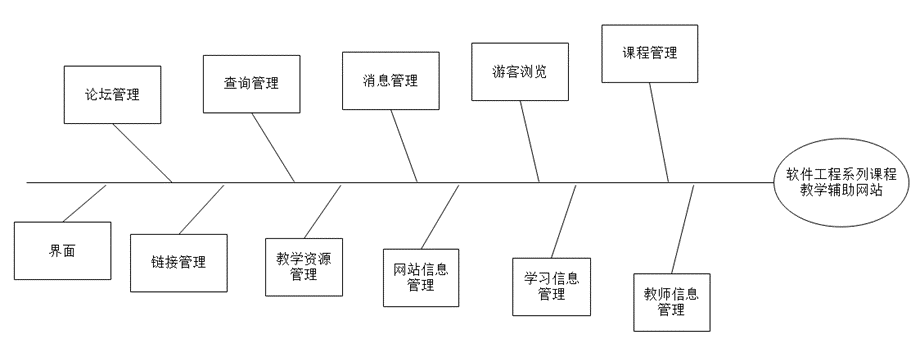 论坛管理
查询管理
消息管理
游客浏览
课程管理
软件工程系列课程
教学辅助网站
界面
链接管理
教学资源
管理
网站信息
管理
学习信息
管理
教师信息
管理